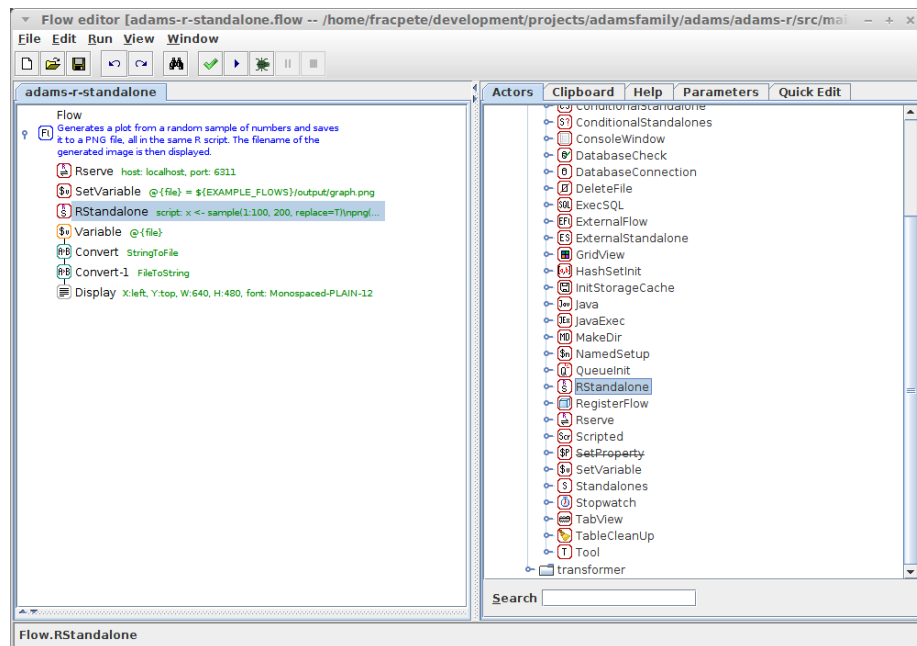 Flow editor [adams-r-standalone.flow -- /home/fracpete/development/projects/adamsfamily/adams/adams-r/src/mai
File Edit Run View Window
adams-r-standalone
Flow
Generates a plot from a random sample of numbers and saves
it to a PNG file, all in the same R script. The filename of the
generated image is then displayed.
Rserve host: localhost, port: 6311
SetVariable @{file} = ${EXAMPLE_FLOWS}/output/graph.png
RStandalone script: x <- sample(1:100, 200, replace=T)\npng(...
Variable @{file}
Convert StringToFile
Convert-1 FileToString
Display X:left, Y:top, W:640, H:480, font: Monospaced-PLAIN-12
Actors Clipboard Help Parameters Quick Edit
ConditionalStandalone
ConditionalStandalones
ConsoleWindow
DatabaseCheck
DatabaseConnection
DeleteFile
ExecSQL
ExternalFlow
ExternalStandalone
GridView
HashSetInit
InitStorageCache
Java
JavaExec
MakeDir
NamedSetup
QueueInit
RStandalone
RegisterFlow
Rserve
Scripted
SetProperty
SetVariable
Standalones
Stopwatch
TabView
TableCleanUp
Tool
transformer
Search
Flow.RStandalone